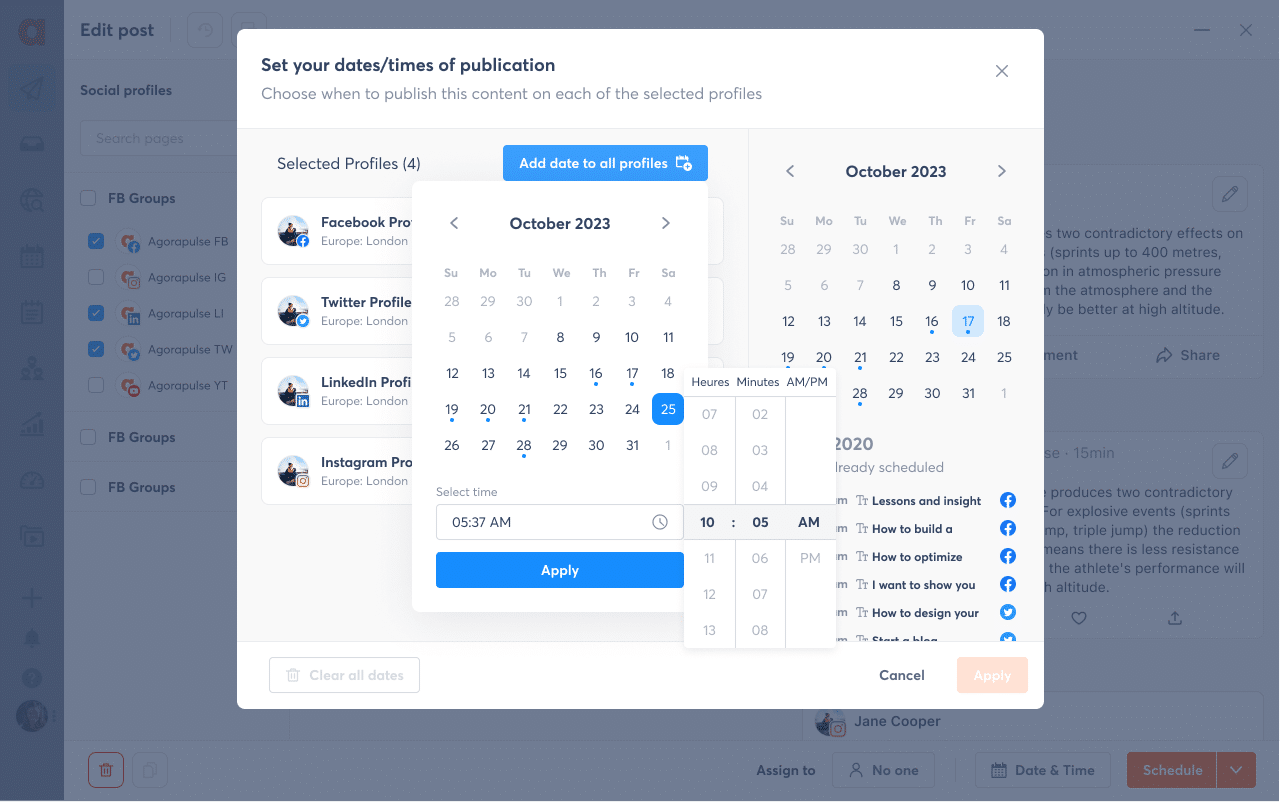 Edit post
Social profiles
Search pages
FB Groups
Agorapulse FB
Agorapulse IG
Agorapulse LI
Agorapulse TW
Agorapulse YT
FB Groups
FB Groups
Set your dates/times of publication
Choose when to publish this content on each of the selected profiles
Selected Profiles (4)
Add date to all profiles
Facebook Pro
Europe: London
Twitter Profile
Europe: London
LinkedIn Profi
Europe: London
Instagram Pro
Europe: London
October 2023
Su Mo Tu We Th Fr Sa
28 29 30 1 2 3 4
5 6 7 8 9 10 11
12 13 14 15 16 17 18
19 20 21 22 23 24 25
26 27 28 29 30 31 1
Select time
05:37 AM
Apply
Heures Minutes AM/PM
07 02
08 03
09 04
10 : 05 AM
11 06 PM
12 07
13 08
October 2023
Su Mo Tu We Th Fr Sa
28 29 30 1 2 3 4
5 6 7 8 9 10 11
12 13 14 15 16 17 18
19 20 21 22 23 24 25
28 29 30 31 1
2020
lready scheduled
m Tr Lessons and insight
m Tr How to build a
m Tr How to optimize
m Tr I want to show you
m Tr How to design your
m Tr Start a blog
Clear all dates
Cancel
Apply
s two contradictory effects on
(sprints up to 400 metres,
on in atmospheric pressure
m the atmosphere and the
ly be better at high altitude.
ment
Share
se · 15min
e produces two contradictory
For explosive events (sprints
mp, triple jump) the reduction
means there is less resistance
the athlete's performance will
h altitude.
Jane Cooper
Assign to
No one
Date & Time
Schedule